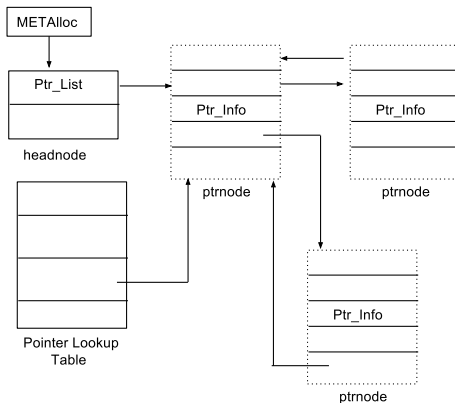 METAlloc
Ptr_List
headnode
Ptr_Info
ptrnode
Ptr_Info
ptrnode
Pointer Lookup
Table
Ptr_Info
ptrnode